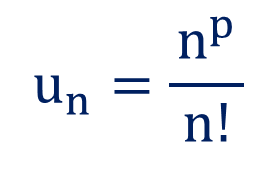 uₙ = nᵖ / n!